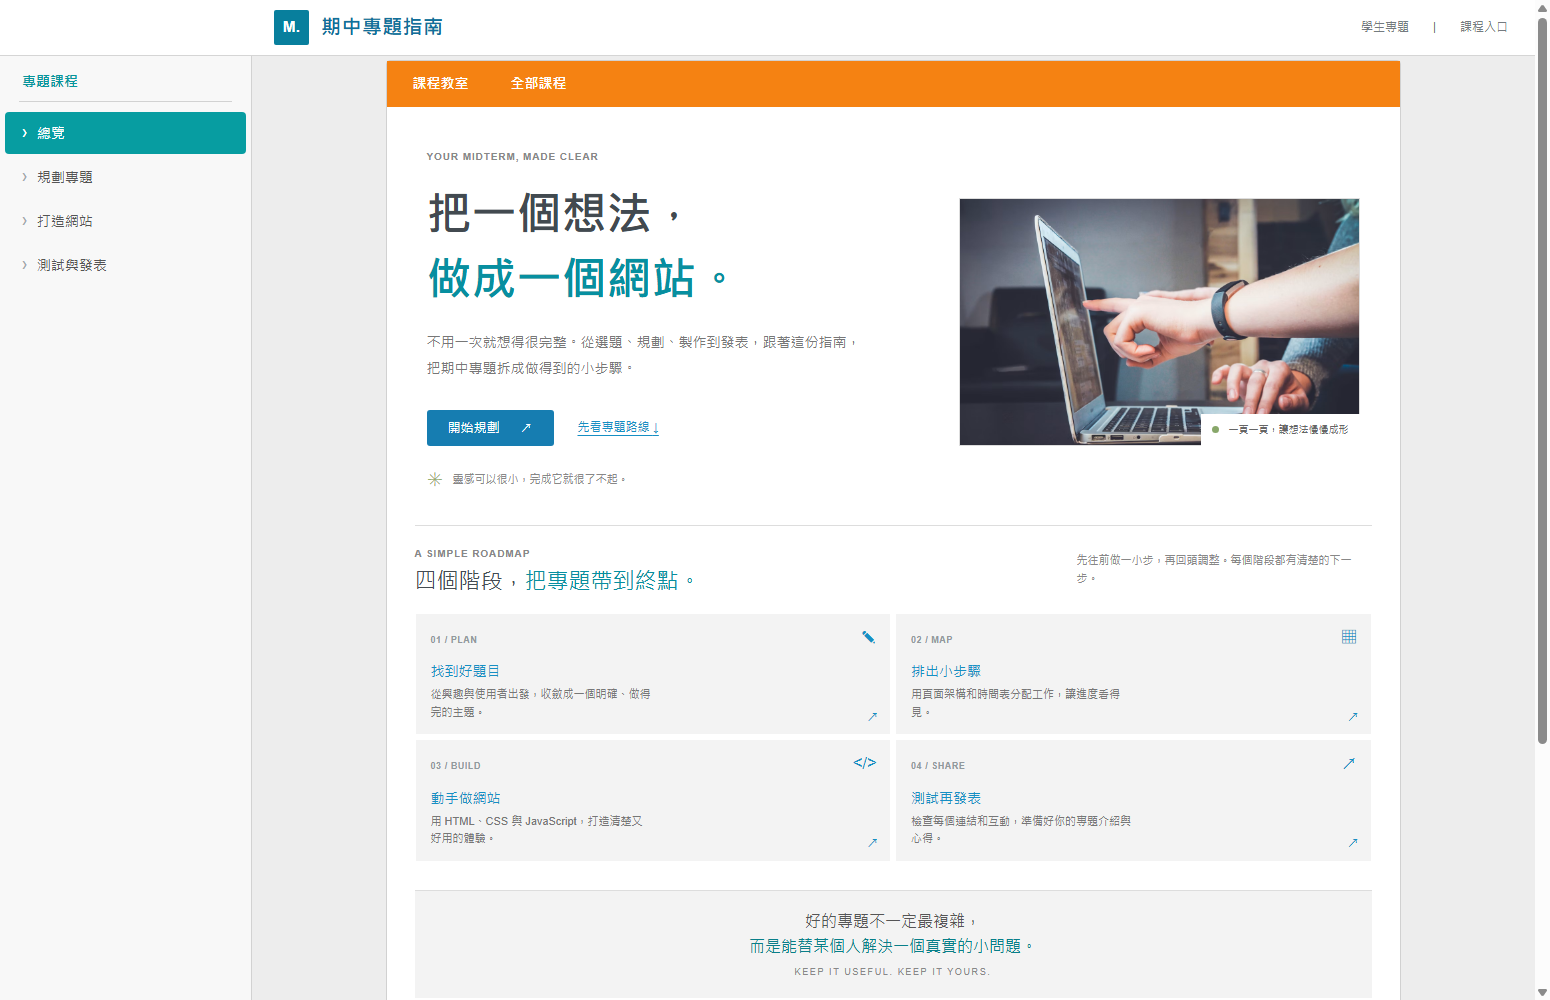 M.
期中專題指南
學生專題 | 課程入口
專題課程
› 總覽
› 規劃專題
› 打造網站
› 測試與發表
課程教室 全部課程
YOUR MIDTERM, MADE CLEAR
把一個想法，
做成一個網站。
不用一次就想得很完整。從選題、規劃、製作到發表，跟著這份指南，
把期中專題拆成做得到的小步驟。
開始規劃 ↗
先看專題路線 ↓
靈感可以很小，完成它就很了不起。
一頁一頁，讓想法慢慢成形
A SIMPLE ROADMAP
四個階段，把專題帶到終點。
先往前做一小步，再回頭調整。每個階段都有清楚的下一
步。
01 / PLAN
找到好題目
從興趣與使用者出發，收斂成一個明確、做得
完的主題。
↗
02 / MAP
排出小步驟
用頁面架構和時間表分配工作，讓進度看得
見。
↗
03 / BUILD
</>
動手做網站
用 HTML、CSS 與 JavaScript，打造清楚又
好用的體驗。
↗
04 / SHARE
測試再發表
檢查每個連結和互動，準備好你的專題介紹與
心得。
↗
好的專題不一定最複雜，
而是能替某個人解決一個真實的小問題。
KEEP IT USEFUL. KEEP IT YOURS.